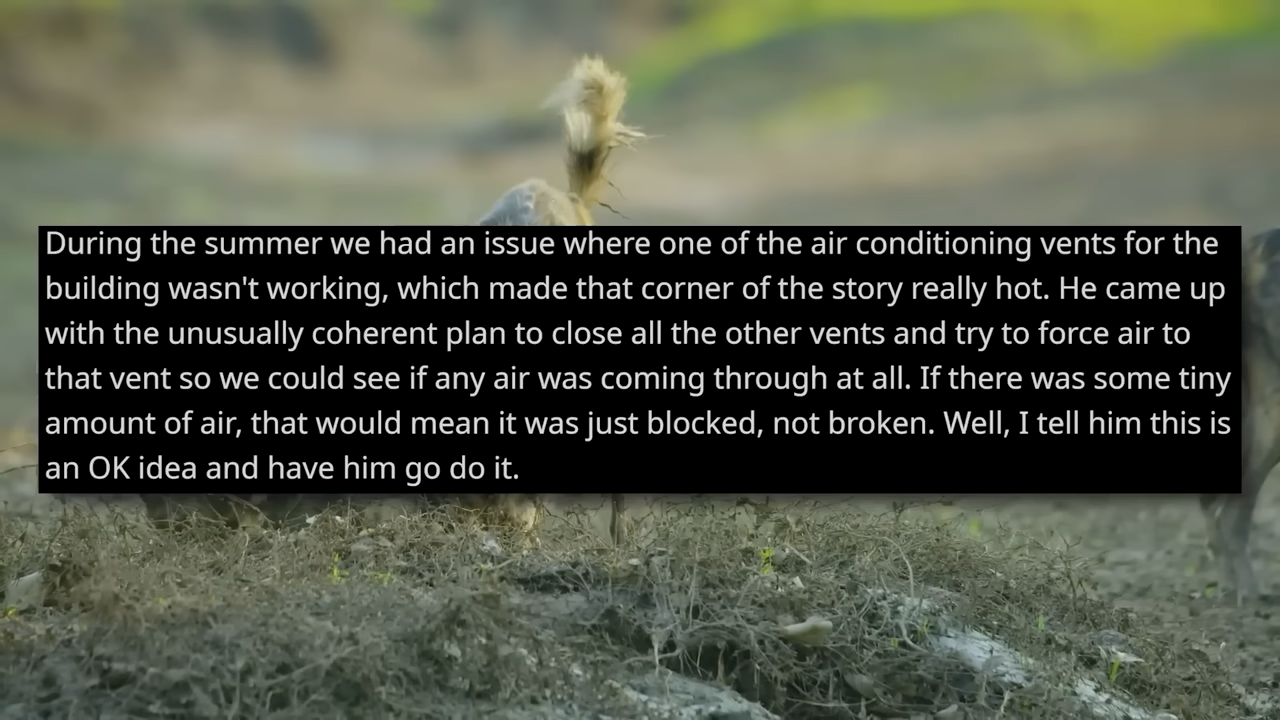 During the summer we had an issue where one of the air conditioning vents for the
building wasn't working, which made that corner of the story really hot. He came up
with the unusually coherent plan to close all the other vents and try to force air to
that vent so we could see if any air was coming through at all. If there was some tiny
amount of air, that would mean it was just blocked, not broken. Well, I tell him this is
an OK idea and have him go do it.